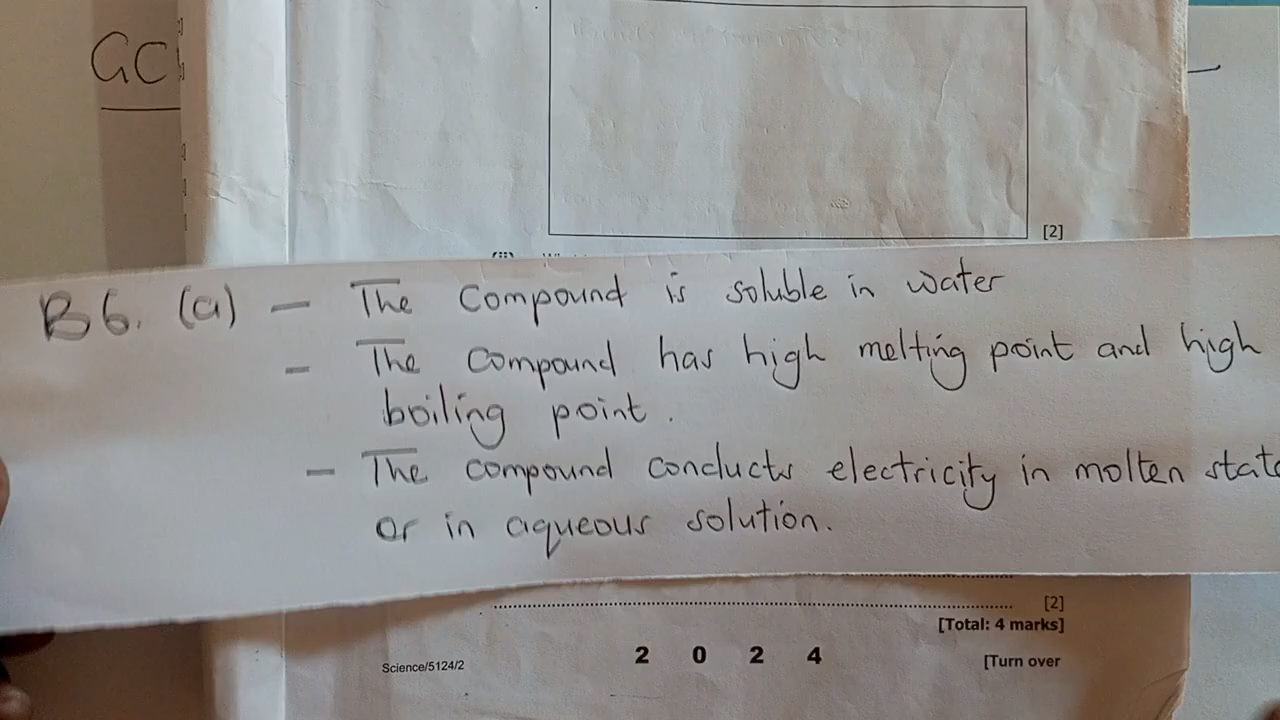 GC
[2]
B6. (a) - The compound is soluble in water
- The compound has high melting point and high
boiling point.
- The compound conducts electricity in molten state
or in aqueous solution.
[2]
[Total: 4 marks]
Science/5124/2
2 0 2 4
[Turn over